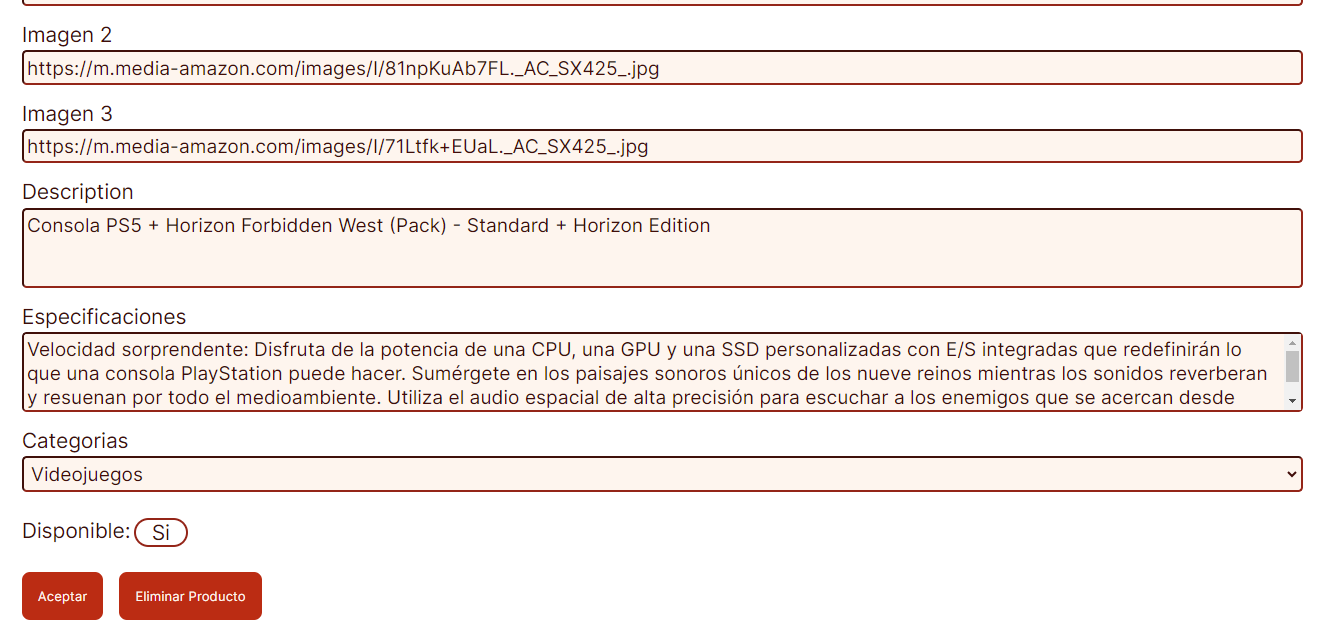 Imagen 2
https://m.media-amazon.com/images/I/81npKuAb7FL._AC_SX425_.jpg
Imagen 3
https://m.media-amazon.com/images/I/71Ltfk+EUaL._AC_SX425_.jpg
Description
Consola PS5 + Horizon Forbidden West (Pack) - Standard + Horizon Edition
Especificaciones
Velocidad sorprendente: Disfruta de la potencia de una CPU, una GPU y una SSD personalizadas con E/S integradas que redefinirán lo
que una consola PlayStation puede hacer. Sumérgete en los paisajes sonoros únicos de los nueve reinos mientras los sonidos reverberan
y resuenan por todo el medioambiente. Utiliza el audio espacial de alta precisión para escuchar a los enemigos que se acercan desde
Categorias
Videojuegos
Disponible: Si
Aceptar Eliminar Producto